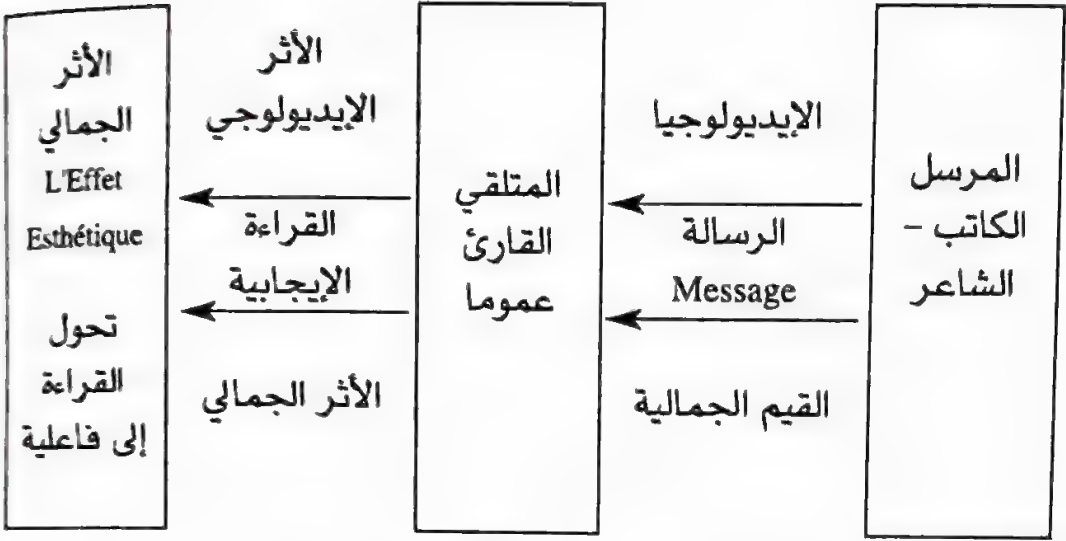 المرسل
الكاتب –
الشاعر
الإيديولوجيا
الرسالة
Message
القيم الجمالية
المتلقي
القارئ
عموما
الأثر
الإيديولوجي
القراءة
الإيجابية
الأثر الجمالي
الأثر
الجمالي
L'Effet
Esthétique
تحول
القراءة
إلى فاعلية